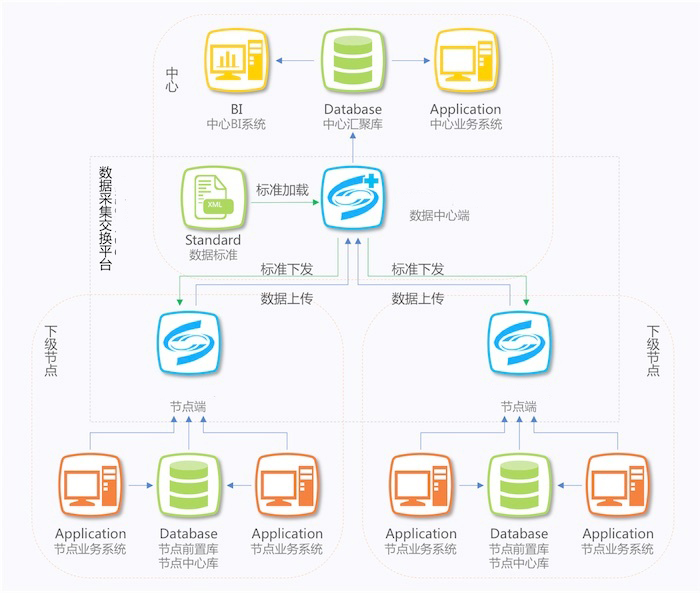 中心
BI
中心BI系统
Database
中心汇聚库
Application
中心业务系统
数据采集交换平台
XML
标准加载
Standard
数据标准
数据中心端
标准下发
标准下发
数据上传
数据上传
下级节点
下级节点
节点端
节点端
Application
节点业务系统
Database
节点前置库
节点中心库
Application
节点业务系统
Application
节点业务系统
Database
节点前置库
节点中心库
Application
节点业务系统